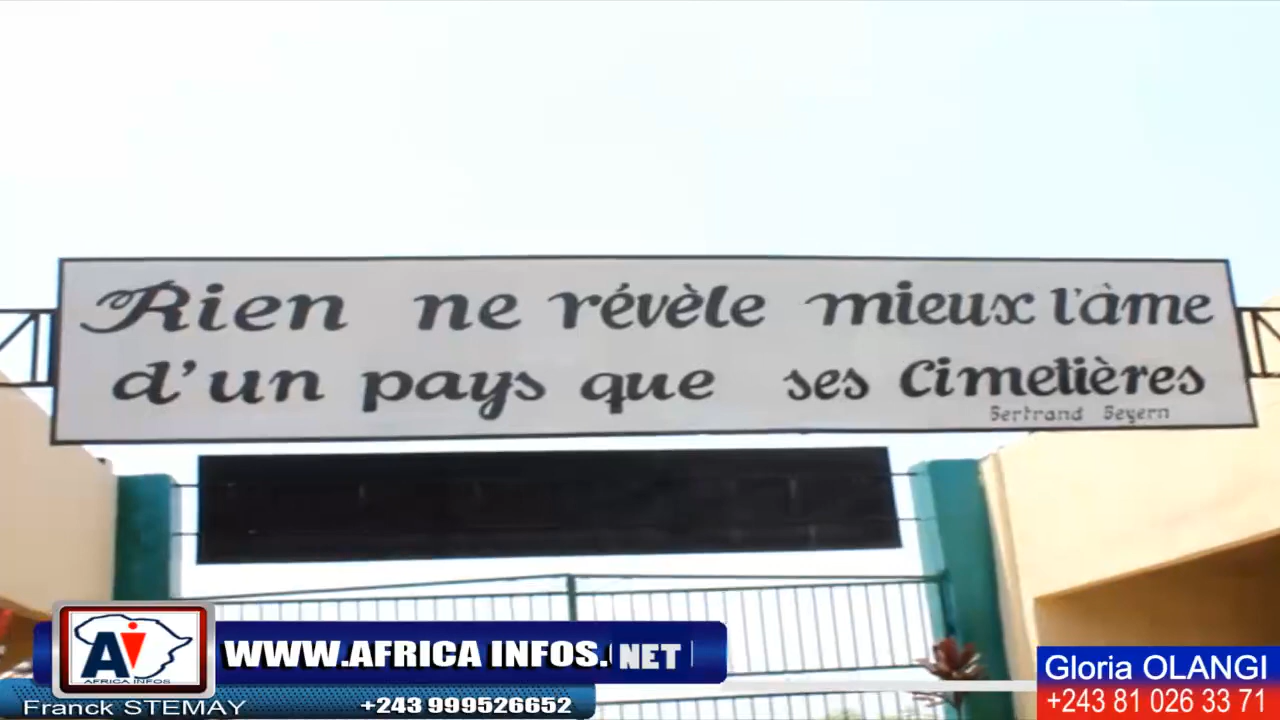 Rien ne révèle mieux l'âme
d'un pays que ses Cimetières
Bertrand Beyern
WWW.AFRICA INFOS.NET
AI
AFRICA INFOS
Franck STEMAY +243 999526652
Gloria OLANGI
+243 81 026 33 71